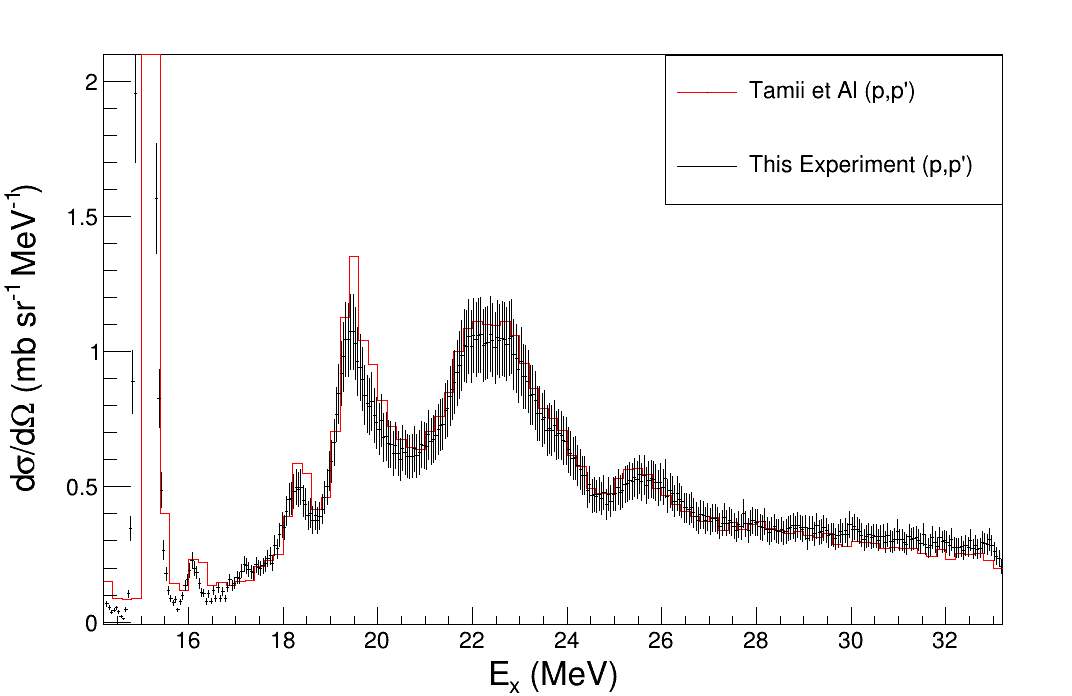 2
1.5
1
0.5
0
dσ/dΩ (mb sr⁻¹ MeV⁻¹)
Tamii et Al (p,p')
This Experiment (p,p')
16 18 20 22 24 26 28 30 32
Eₓ (MeV)